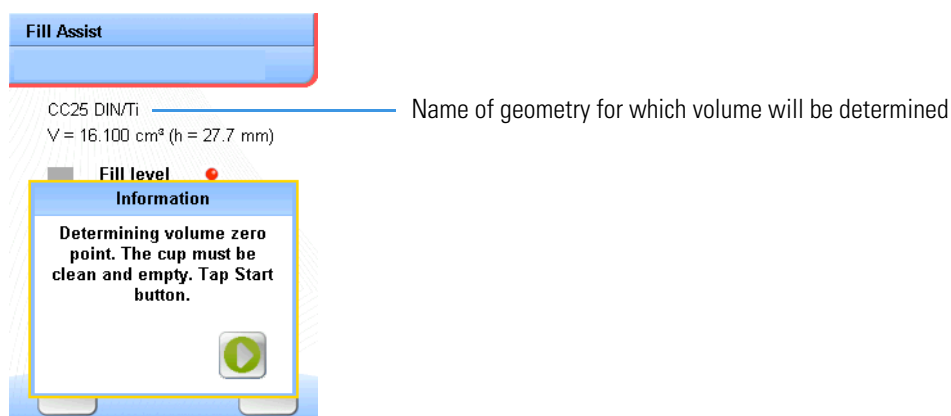 Fill Assist
CC25 DIN/Ti
Name of geometry for which volume will be determined
V = 16.100 cm³ (h = 27.7 mm)
Fill level
Information
Determining volume zero
point. The cup must be
clean and empty. Tap Start
button.